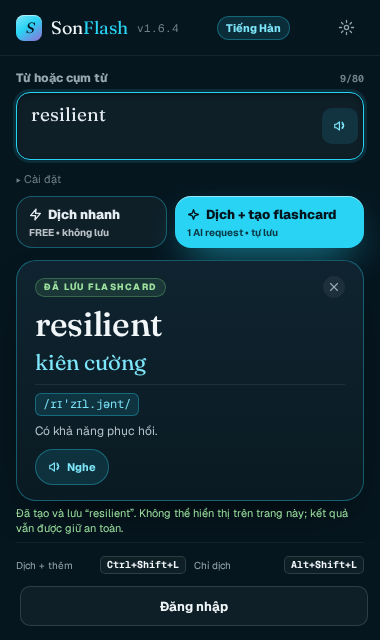 S SonFlash v1.6.4 Tiếng Hàn
Từ hoặc cụm từ 9/80
resilient
▸ Cài đặt
Dịch nhanh
FREE • không lưu
Dịch + tạo flashcard
1 AI request • tự lưu
ĐÃ LƯU FLASHCARD
resilient
kiên cường
/rɪˈzɪl.jənt/
Có khả năng phục hồi.
Nghe
Đã tạo và lưu “resilient”. Không thể hiển thị trên trang này; kết quả
vẫn được giữ an toàn.
Dịch + thêm Ctrl+Shift+L Chỉ dịch Alt+Shift+L
Đăng nhập